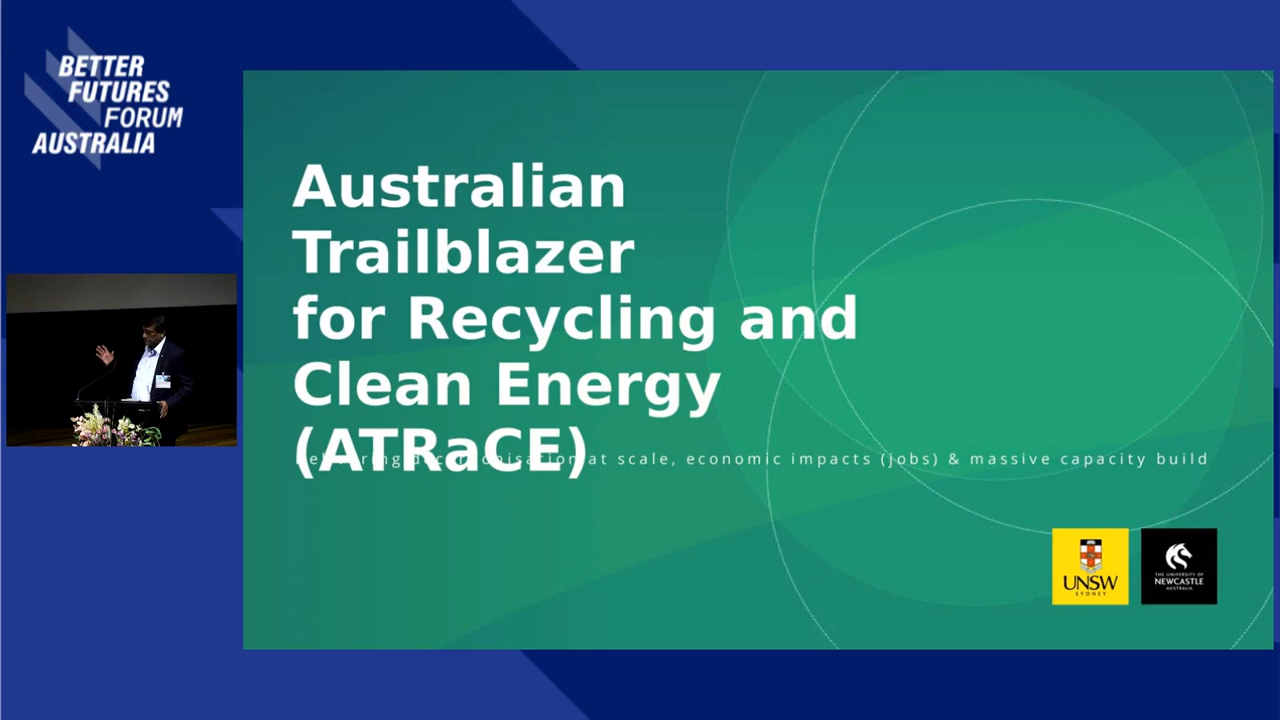 BETTER
FUTURES
FORUM
AUSTRALIA
Australian
Trailblazer
for Recycling and
Clean Energy
(ATRaCE)
at scale, economic impacts (jobs) & massive capacity build
UNSW
SYDNEY
THE UNIVERSITY OF
NEWCASTLE
AUSTRALIA